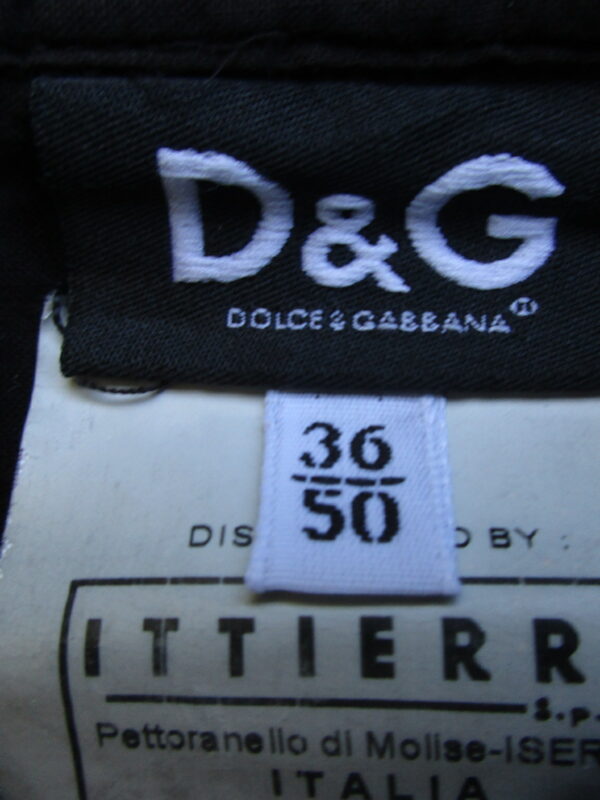 D&G
DOLCE & GABBANA
36
50
DIS D BY :
ITTIERR
S.p.
Pettoranello di Molise-ISER
ITALIA